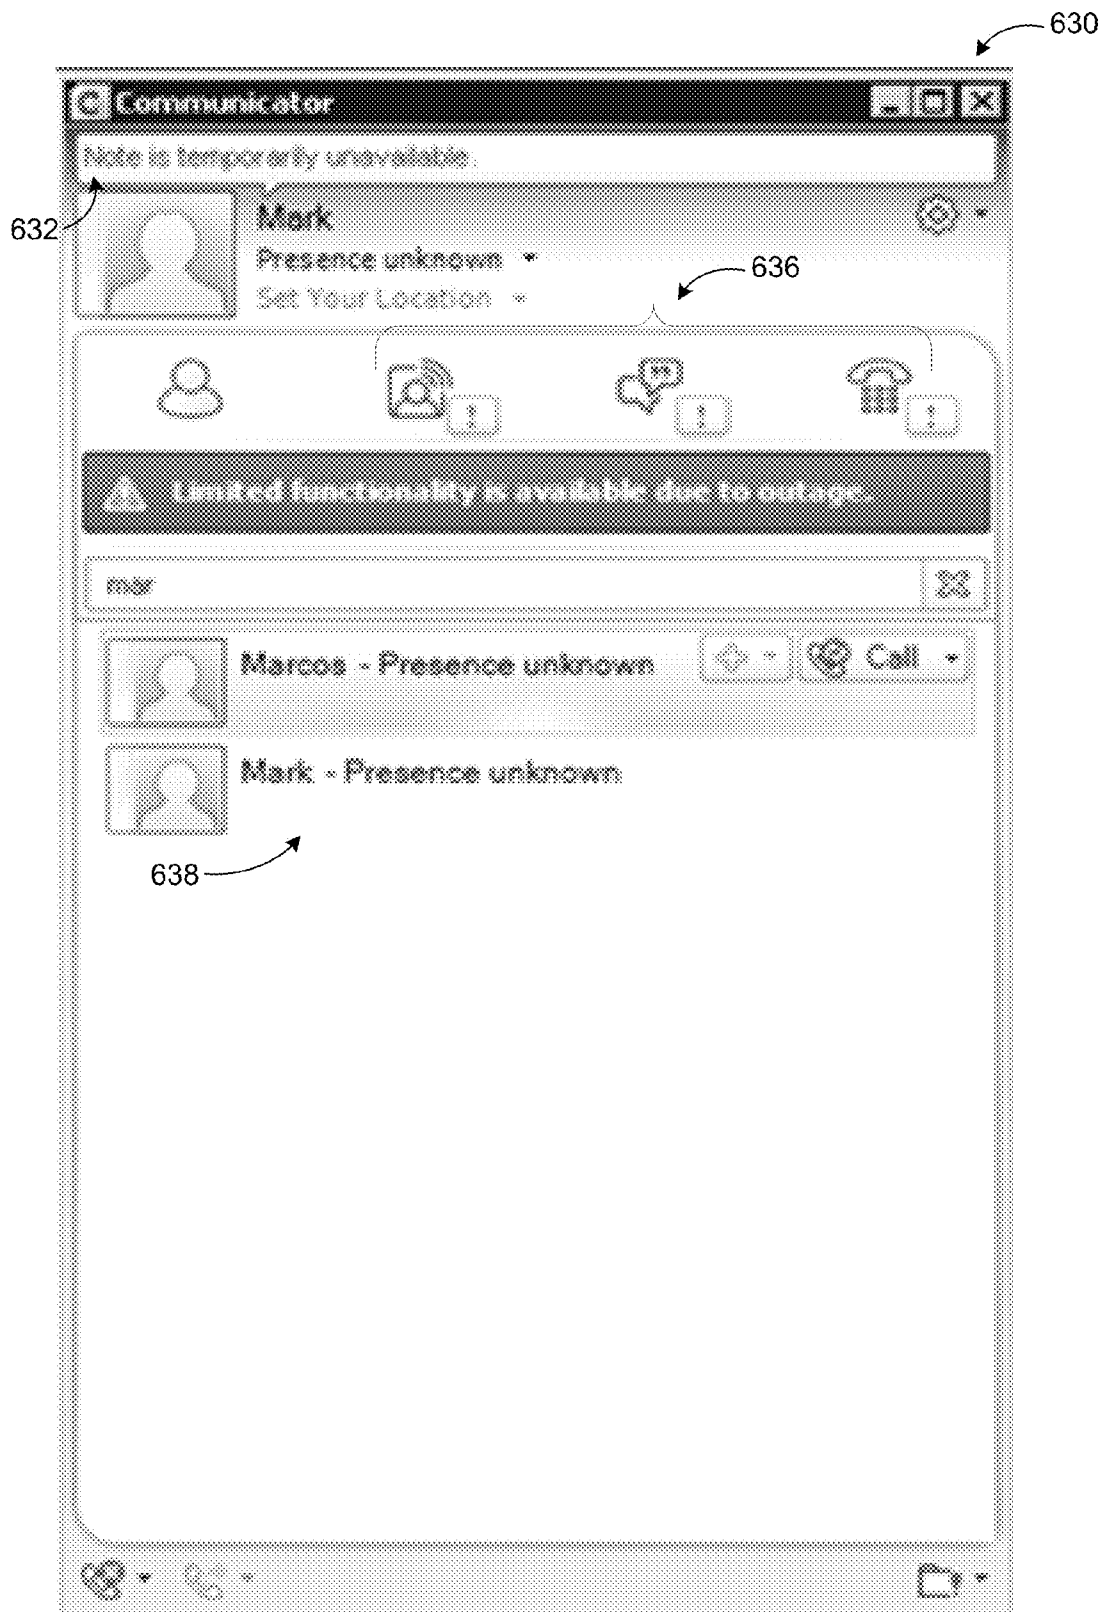 630
Communicator
Note is temporarily unavailable.
632
Mark
Presence unknown
636
Set Your Location
Limited functionality is available due to outage.
mar
Marcos - Presence unknown
Call
Mark - Presence unknown
638